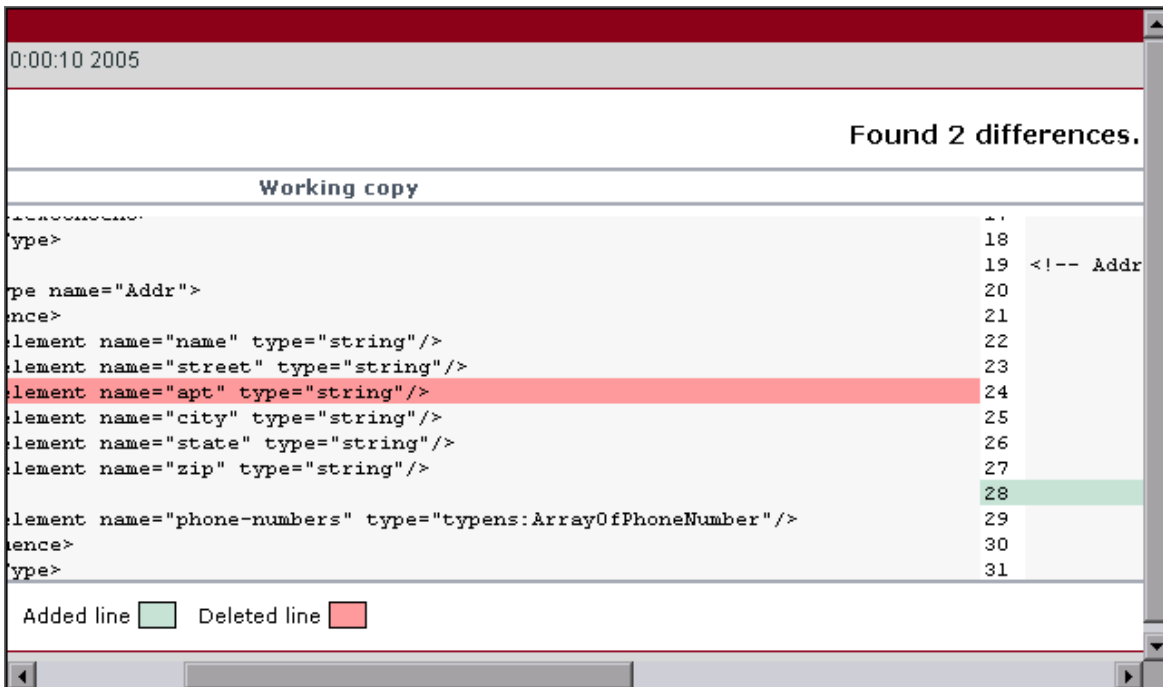 0:00:10 2005
Found 2 differences.
Working copy
ype> 18
19 <!-- Addr
pe name="Addr"> 20
nce> 21
lement name="name" type="string"/> 22
lement name="street" type="string"/> 23
lement name="apt" type="string"/> 24
lement name="city" type="string"/> 25
lement name="state" type="string"/> 26
lement name="zip" type="string"/> 27
28
lement name="phone-numbers" type="typens:ArrayOfPhoneNumber"/> 29
ence> 30
ype> 31
Added line Deleted line